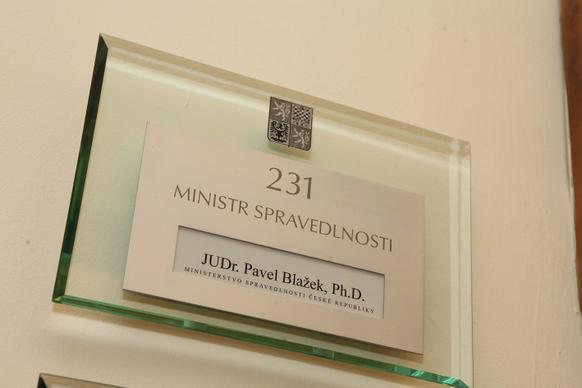 231
MINISTR SPRAVEDLNOSTI
JUDr. Pavel Blažek, Ph.D.
MINISTERSTVO SPRAVEDLNOSTI ČESKÉ REPUBLIKY